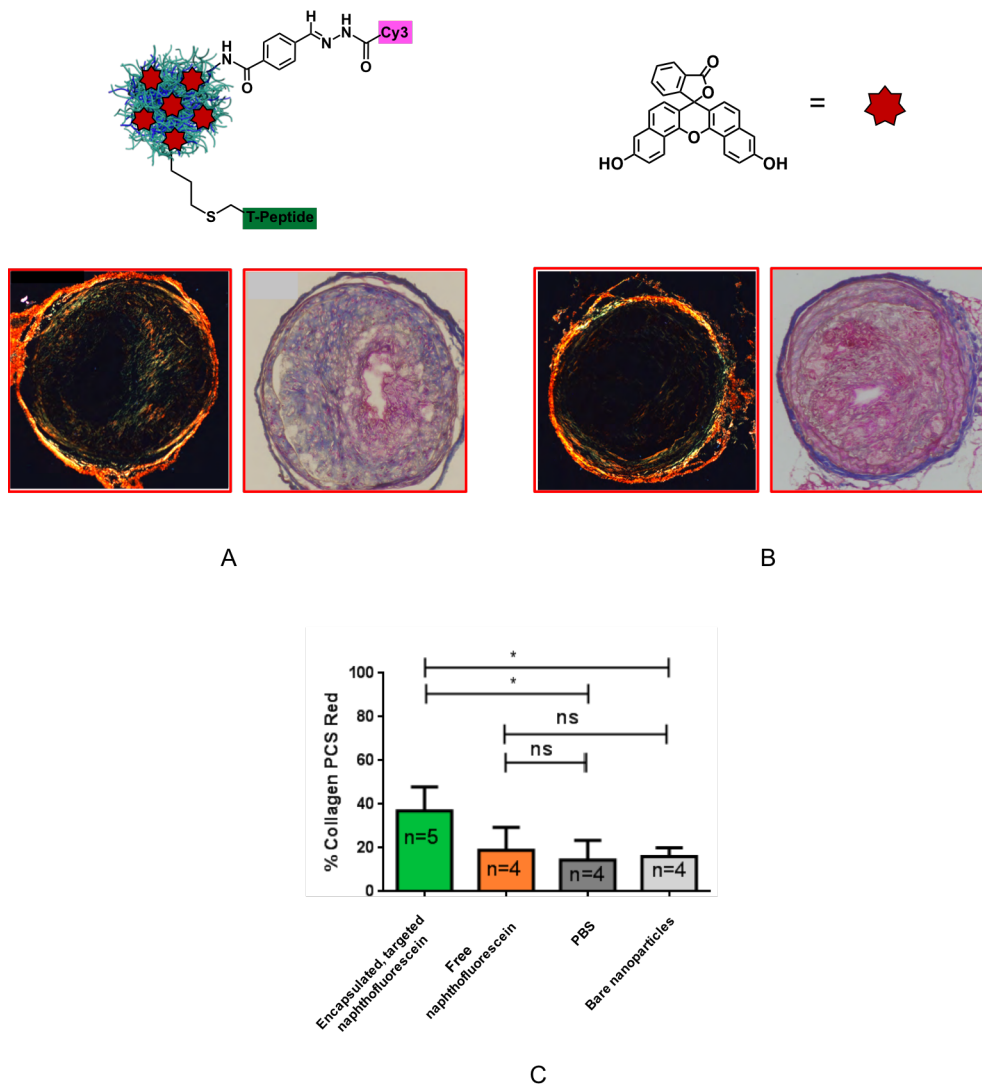 H
N
O
H
N
H
N
O
Cy3
S
T-Peptide
O
O
O
HO
OH
=
A
B
% Collagen PCS Red
100
80
60
40
20
0
*
*
ns
ns
n=5
n=4
n=4
n=4
Encapsulated, targeted
naphthofluorescein
Free
naphthofluorescein
PBS
Bare nanoparticles
C